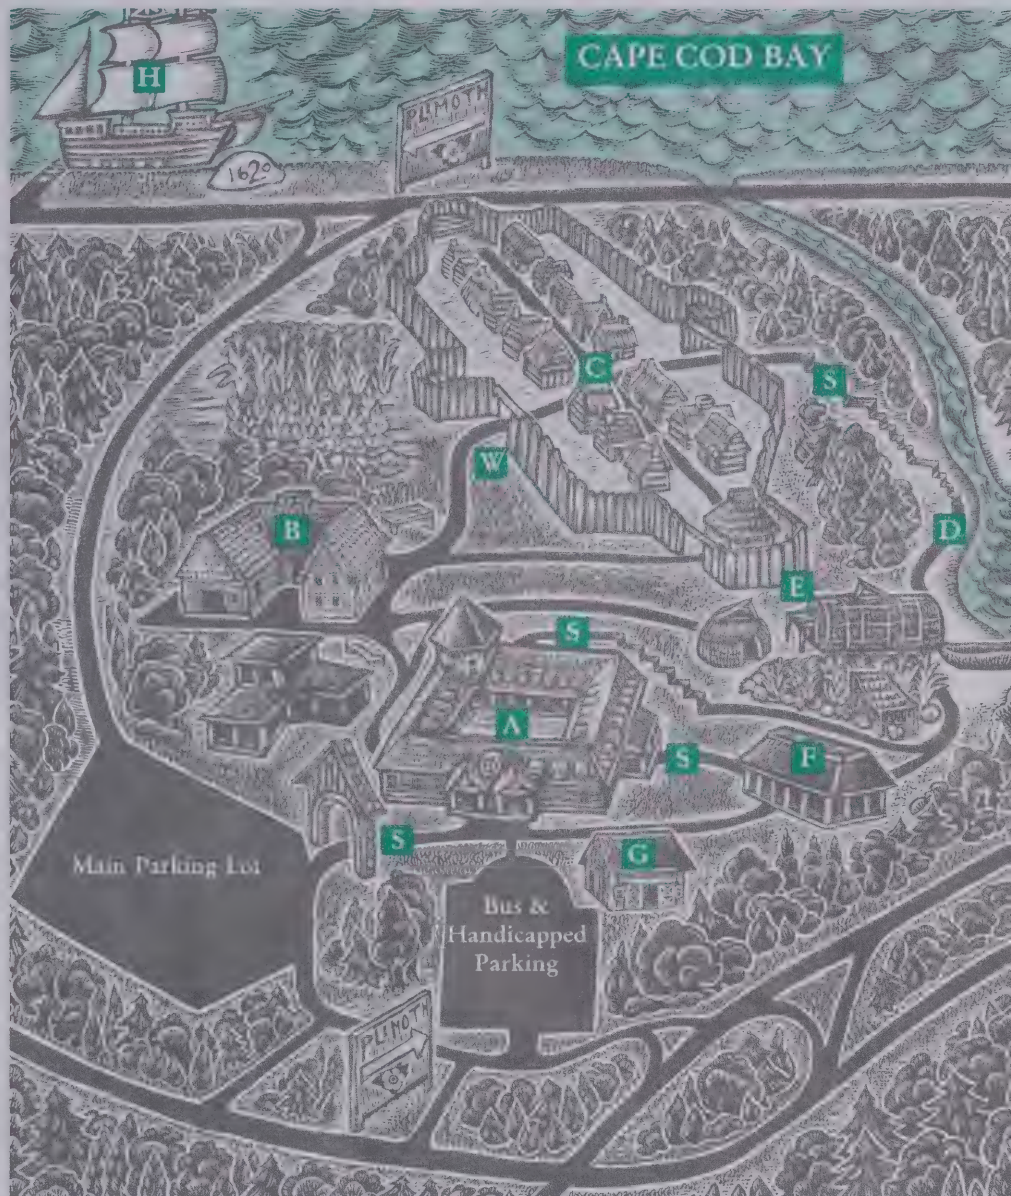 CAPE COD BAY
H
PLIMOTH
1620
C
S
W
B
D
E
S
A
S
F
S
G
Main Parking Lot
Bus &
Handicapped
Parking
PLIMOTH